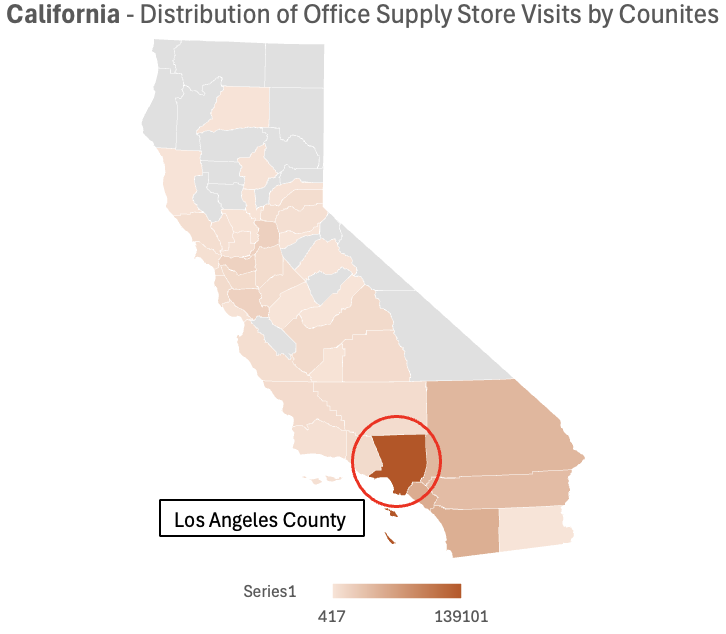 California - Distribution of Office Supply Store Visits by Counites
Los Angeles County
Series1
417
139101